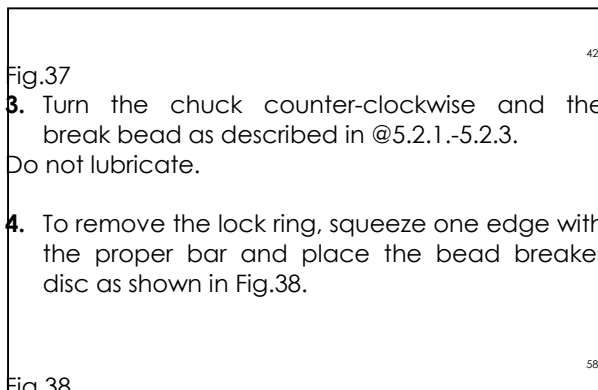 42
Fig.37
3. Turn the chuck counter-clockwise and the
break bead as described in @5.2.1.-5.2.3.
Do not lubricate.
4. To remove the lock ring, squeeze one edge with
the proper bar and place the bead breaker
disc as shown in Fig.38.
58
Fig.38